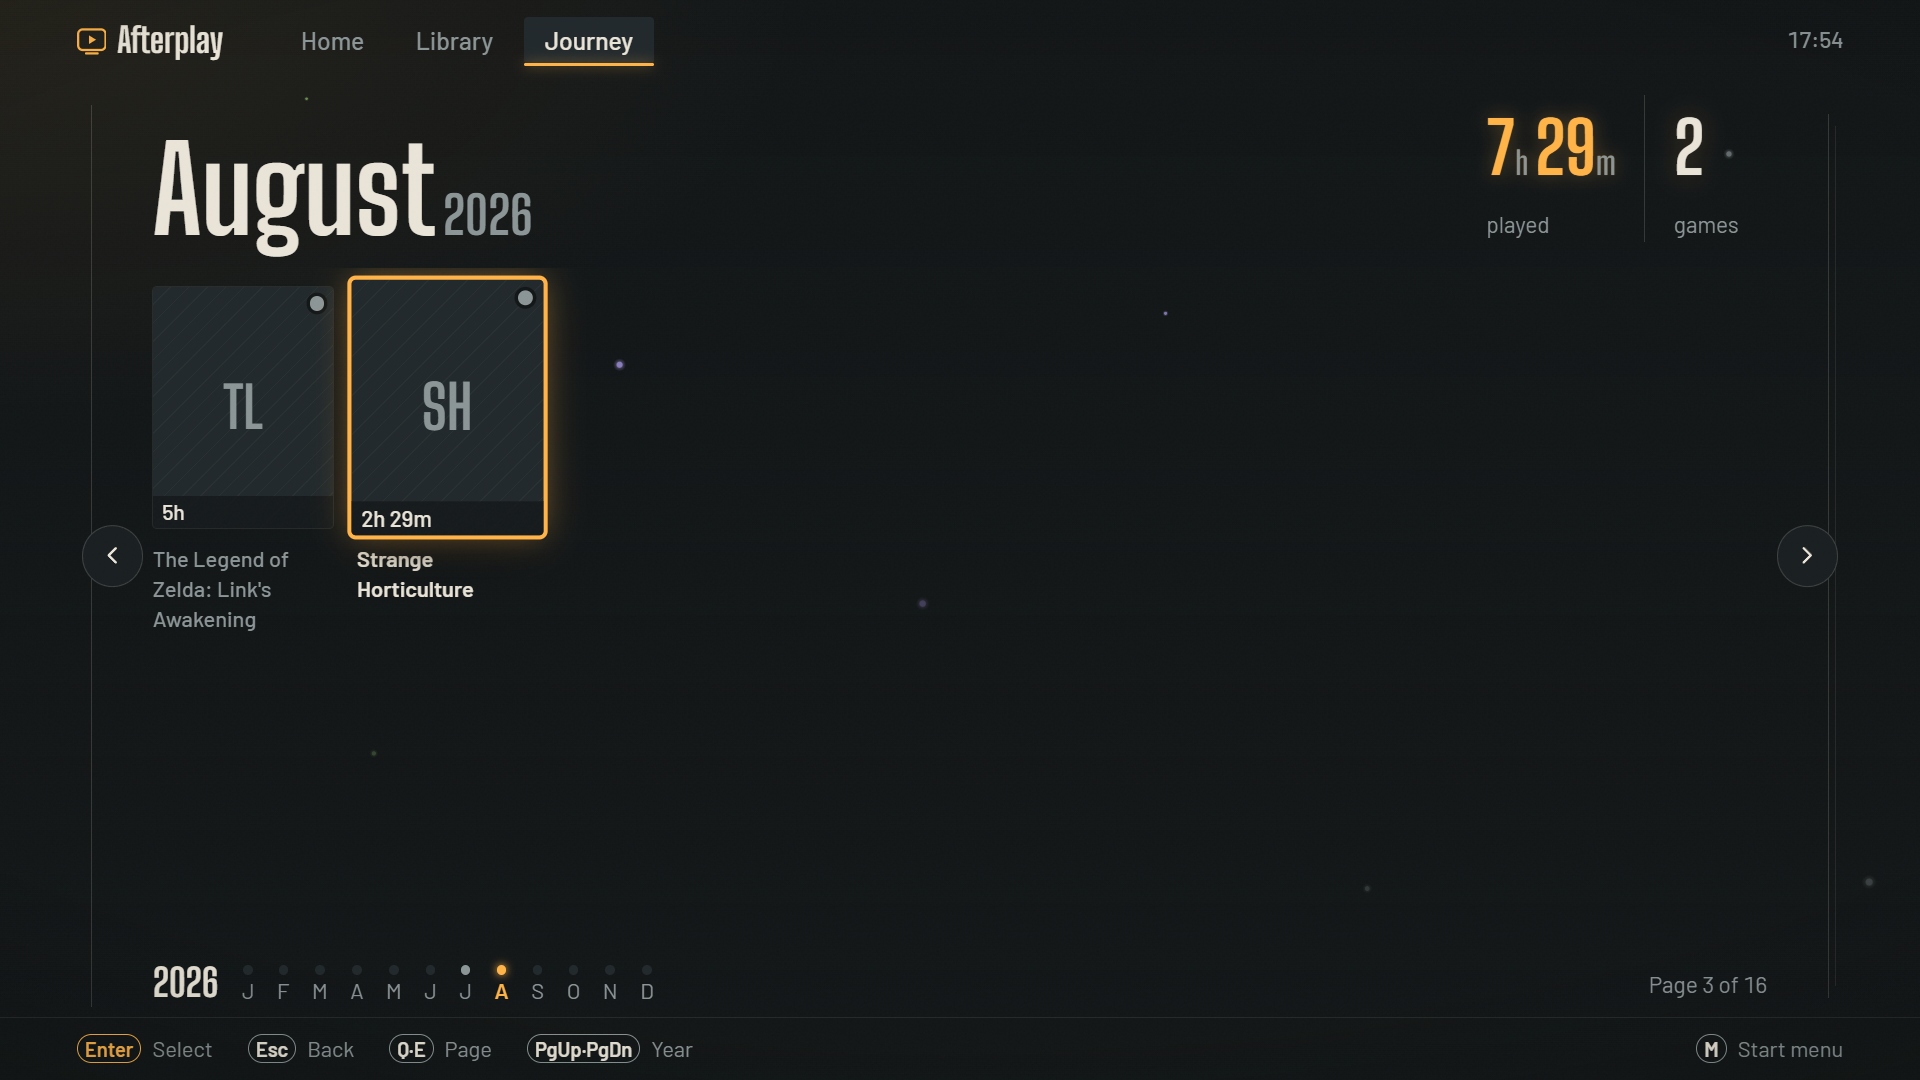 Afterplay
Home
Library
Journey
17:54
August 2026
7h 29m
played
2
games
TL
5h
The Legend of
Zelda: Link's
Awakening
SH
2h 29m
Strange
Horticulture
2026
J F M A M J J A S O N D
Page 3 of 16
Enter Select
Esc Back
Q·E Page
PgUp·PgDn Year
M Start menu